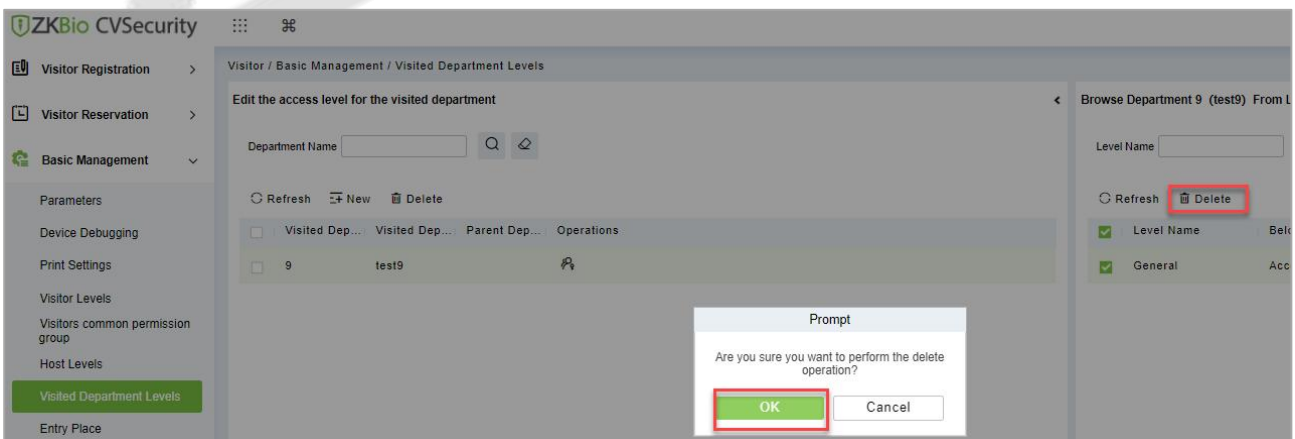 ZKBio CVSecurity
Visitor Registration
Visitor Reservation
Basic Management
Parameters
Device Debugging
Print Settings
Visitor Levels
Visitors common permission
group
Host Levels
Visited Department Levels
Entry Place
Visitor / Basic Management / Visited Department Levels
Edit the access level for the visited department
Department Name
Refresh New Delete
Visited Dep... Visited Dep... Parent Dep... Operations
9 test9
Browse Department 9 (test9) From L
Level Name
Refresh Delete
Level Name Belo
General Acc
Prompt
Are you sure you want to perform the delete
operation?
OK Cancel